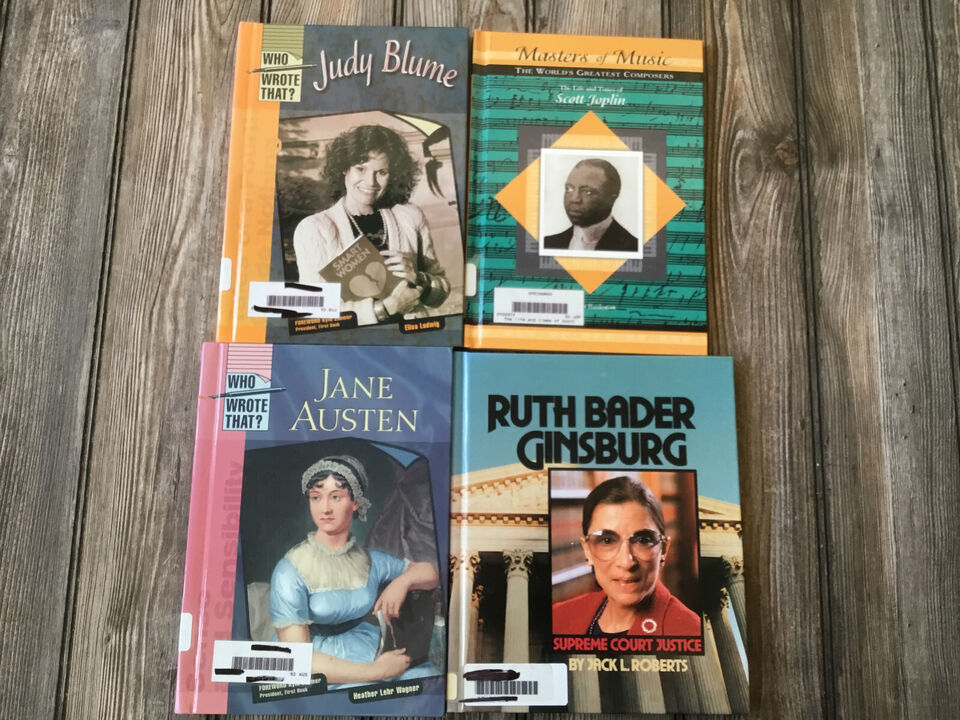 WHO
WROTE
THAT?
Judy Blume
SMART
WOMEN
President, First Book
Elisa Ludwig
Masters of Music
THE WORLD'S GREATEST COMPOSERS
The Life and Times of
Scott Joplin
WHO
WROTE
THAT?
JANE
AUSTEN
Sensibility
FOREWORD
President, First Book
Heather Lehr Wagner
RUTH BADER
GINSBURG
SUPREME COURT JUSTICE
BY JACK L. ROBERTS